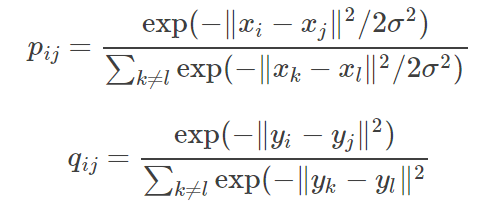 p_{ij} = \frac{\exp(-\|x_i - x_j\|^2/2\sigma^2)}{\sum_{k \neq l} \exp(-\|x_k - x_l\|^2/2\sigma^2)}
q_{ij} = \frac{\exp(-\|y_i - y_j\|^2)}{\sum_{k \neq l} \exp(-\|y_k - y_l\|^2}